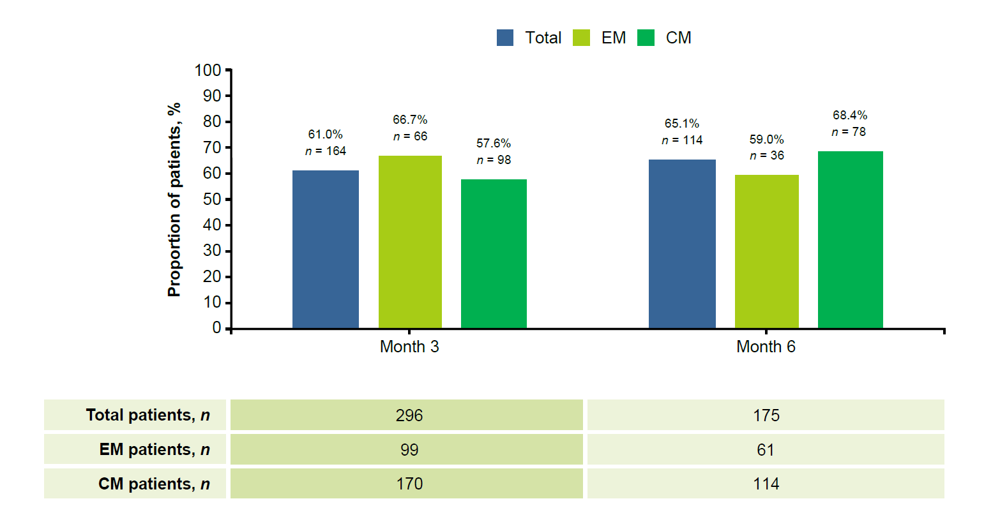 Total EM CM
Proportion of patients, %
100
90
80
70
60
50
40
30
20
10
0
61.0%
n = 164
66.7%
n = 66
57.6%
n = 98
65.1%
n = 114
59.0%
n = 36
68.4%
n = 78
Month 3 Month 6
Total patients, n 296 175
EM patients, n 99 61
CM patients, n 170 114